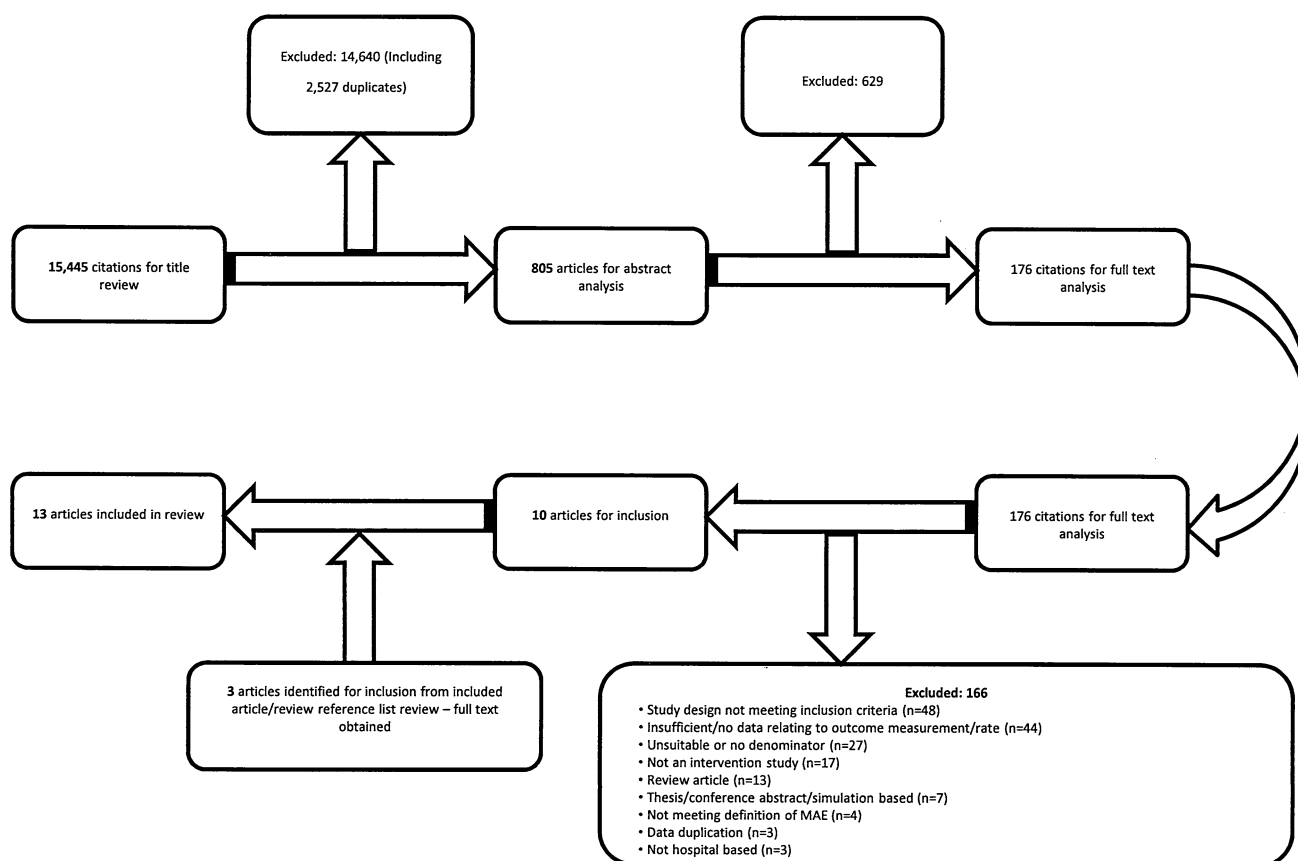 Excluded: 14,640 (Including
2,527 duplicates)
Excluded: 629
15,445 citations for title
review
805 articles for abstract
analysis
176 citations for full text
analysis
13 articles included in review
10 articles for inclusion
176 citations for full text
analysis
3 articles identified for inclusion from included
article/review reference list review – full text
obtained
Excluded: 166
• Study design not meeting inclusion criteria (n=48)
• Insufficient/no data relating to outcome measurement/rate (n=44)
• Unsuitable or no denominator (n=27)
• Not an intervention study (n=17)
• Review article (n=13)
• Thesis/conference abstract/simulation based (n=7)
• Not meeting definition of MAE (n=4)
• Data duplication (n=3)
• Not hospital based (n=3)